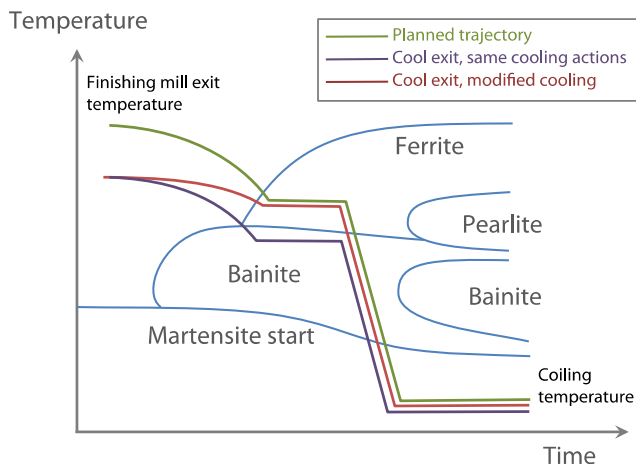 Temperature
Planned trajectory
Cool exit, same cooling actions
Cool exit, modified cooling
Finishing mill exit
temperature
Ferrite
Pearlite
Bainite
Bainite
Martensite start
Coiling
temperature
Time